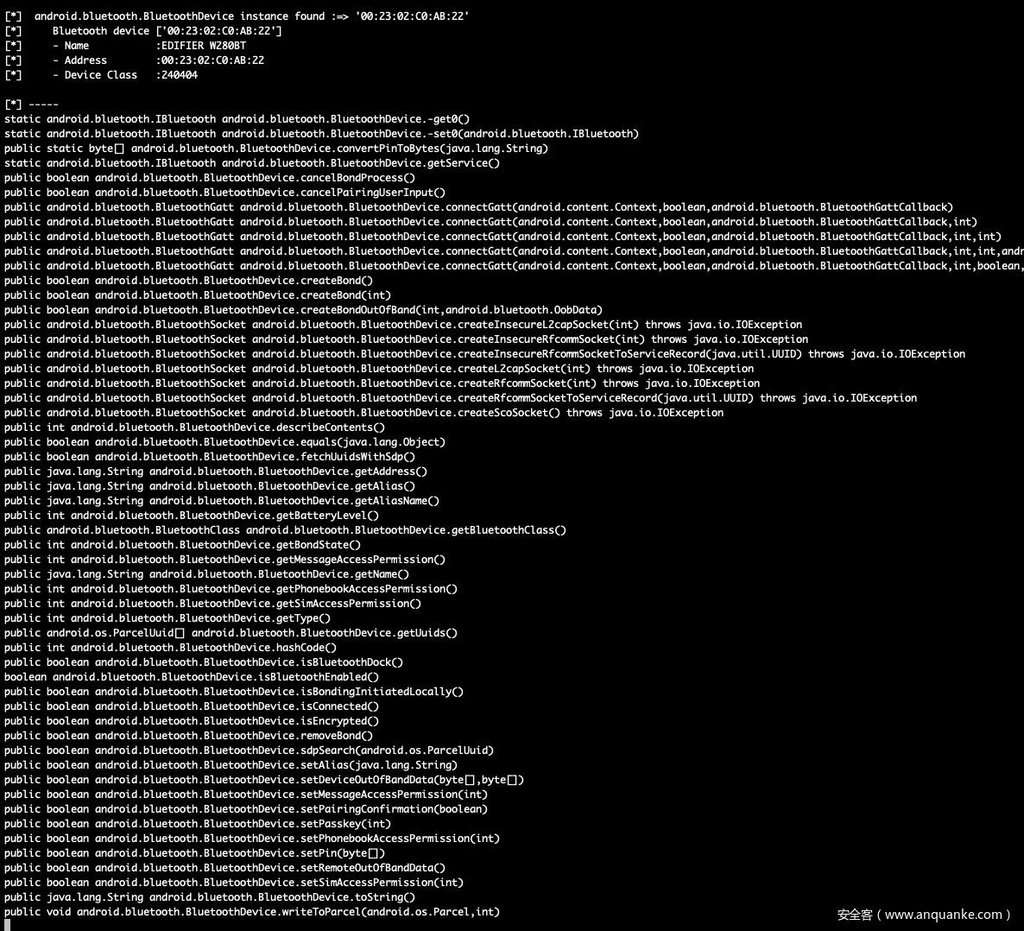 [*]  android.bluetooth.BluetoothDevice instance found :=> '00:23:02:C0:AB:22'
[*]     Bluetooth device ['00:23:02:C0:AB:22']
[*]     - Name           :EDIFIER W280BT
[*]     - Address        :00:23:02:C0:AB:22
[*]     - Device Class   :240404
[*] -----
static android.bluetooth.IBluetooth android.bluetooth.BluetoothDevice.-get0()
static android.bluetooth.IBluetooth android.bluetooth.BluetoothDevice.-set0(android.bluetooth.IBluetooth)
public static byte[] android.bluetooth.BluetoothDevice.convertPinToBytes(java.lang.String)
static android.bluetooth.IBluetooth android.bluetooth.BluetoothDevice.getService()
public boolean android.bluetooth.BluetoothDevice.cancelBondProcess()
public boolean android.bluetooth.BluetoothDevice.cancelPairingUserInput()
public android.bluetooth.BluetoothGatt android.bluetooth.BluetoothDevice.connectGatt(android.content.Context,boolean,android.bluetooth.BluetoothGattCallback)
public android.bluetooth.BluetoothGatt android.bluetooth.BluetoothDevice.connectGatt(android.content.Context,boolean,android.bluetooth.BluetoothGattCallback,int)
public android.bluetooth.BluetoothGatt android.bluetooth.BluetoothDevice.connectGatt(android.content.Context,boolean,android.bluetooth.BluetoothGattCallback,int,int)
public android.bluetooth.BluetoothGatt android.bluetooth.BluetoothDevice.connectGatt(android.content.Context,boolean,android.bluetooth.BluetoothGattCallback,int,int,andr
public android.bluetooth.BluetoothGatt android.bluetooth.BluetoothDevice.connectGatt(android.content.Context,boolean,android.bluetooth.BluetoothGattCallback,int,boolean,
public boolean android.bluetooth.BluetoothDevice.createBond()
public boolean android.bluetooth.BluetoothDevice.createBond(int)
public boolean android.bluetooth.BluetoothDevice.createBondOutOfBand(int,android.bluetooth.OobData)
public android.bluetooth.BluetoothSocket android.bluetooth.BluetoothDevice.createInsecureL2capSocket(int) throws java.io.IOException
public android.bluetooth.BluetoothSocket android.bluetooth.BluetoothDevice.createInsecureRfcommSocket(int) throws java.io.IOException
public android.bluetooth.BluetoothSocket android.bluetooth.BluetoothDevice.createInsecureRfcommSocketToServiceRecord(java.util.UUID) throws java.io.IOException
public android.bluetooth.BluetoothSocket android.bluetooth.BluetoothDevice.createL2capSocket(int) throws java.io.IOException
public android.bluetooth.BluetoothSocket android.bluetooth.BluetoothDevice.createRfcommSocket(int) throws java.io.IOException
public android.bluetooth.BluetoothSocket android.bluetooth.BluetoothDevice.createRfcommSocketToServiceRecord(java.util.UUID) throws java.io.IOException
public android.bluetooth.BluetoothSocket android.bluetooth.BluetoothDevice.createScoSocket() throws java.io.IOException
public int android.bluetooth.BluetoothDevice.describeContents()
public boolean android.bluetooth.BluetoothDevice.equals(java.lang.Object)
public boolean android.bluetooth.BluetoothDevice.fetchUuidsWithSdp()
public java.lang.String android.bluetooth.BluetoothDevice.getAddress()
public java.lang.String android.bluetooth.BluetoothDevice.getAlias()
public java.lang.String android.bluetooth.BluetoothDevice.getAliasName()
public int android.bluetooth.BluetoothDevice.getBatteryLevel()
public android.bluetooth.BluetoothClass android.bluetooth.BluetoothDevice.getBluetoothClass()
public int android.bluetooth.BluetoothDevice.getBondState()
public int android.bluetooth.BluetoothDevice.getMessageAccessPermission()
public java.lang.String android.bluetooth.BluetoothDevice.getName()
public int android.bluetooth.BluetoothDevice.getPhonebookAccessPermission()
public int android.bluetooth.BluetoothDevice.getSimAccessPermission()
public int android.bluetooth.BluetoothDevice.getType()
public android.os.ParcelUuid[] android.bluetooth.BluetoothDevice.getUuids()
public int android.bluetooth.BluetoothDevice.hashCode()
public boolean android.bluetooth.BluetoothDevice.isBluetoothDock()
boolean android.bluetooth.BluetoothDevice.isBluetoothEnabled()
public boolean android.bluetooth.BluetoothDevice.isBondingInitiatedLocally()
public boolean android.bluetooth.BluetoothDevice.isConnected()
public boolean android.bluetooth.BluetoothDevice.isEncrypted()
public boolean android.bluetooth.BluetoothDevice.removeBond()
public boolean android.bluetooth.BluetoothDevice.sdpSearch(android.os.ParcelUuid)
public boolean android.bluetooth.BluetoothDevice.setAlias(java.lang.String)
public boolean android.bluetooth.BluetoothDevice.setDeviceOutOfBandData(byte[],byte[])
public boolean android.bluetooth.BluetoothDevice.setMessageAccessPermission(int)
public boolean android.bluetooth.BluetoothDevice.setPairingConfirmation(boolean)
public boolean android.bluetooth.BluetoothDevice.setPasskey(int)
public boolean android.bluetooth.BluetoothDevice.setPhonebookAccessPermission(int)
public boolean android.bluetooth.BluetoothDevice.setPin(byte[])
public boolean android.bluetooth.BluetoothDevice.setRemoteOutOfBandData()
public boolean android.bluetooth.BluetoothDevice.setSimAccessPermission(int)
public java.lang.String android.bluetooth.BluetoothDevice.toString()
public void android.bluetooth.BluetoothDevice.writeToParcel(android.os.Parcel,int)
安全客（www.anquanke.com）